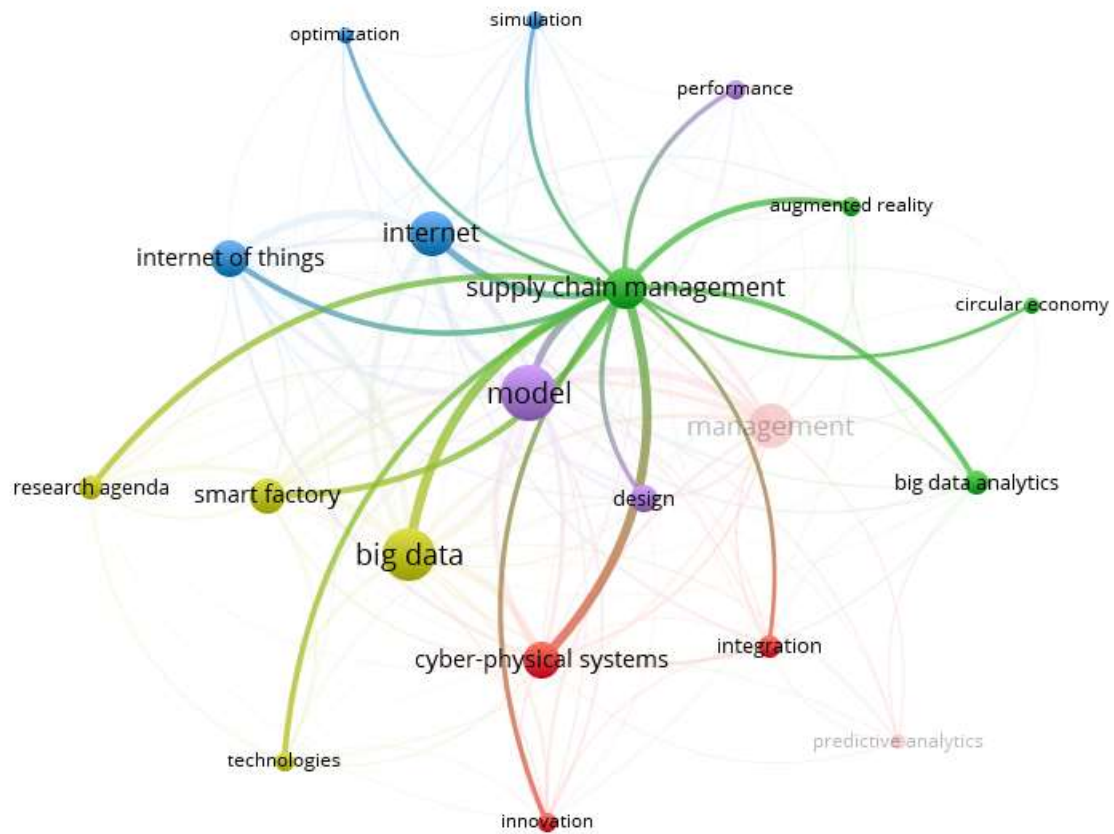 simulation
optimization
performance
augmented reality
internet
internet of things
supply chain management
circular economy
model
management
big data analytics
research agenda
smart factory
design
big data
integration
cyber-physical systems
predictive analytics
technologies
innovation